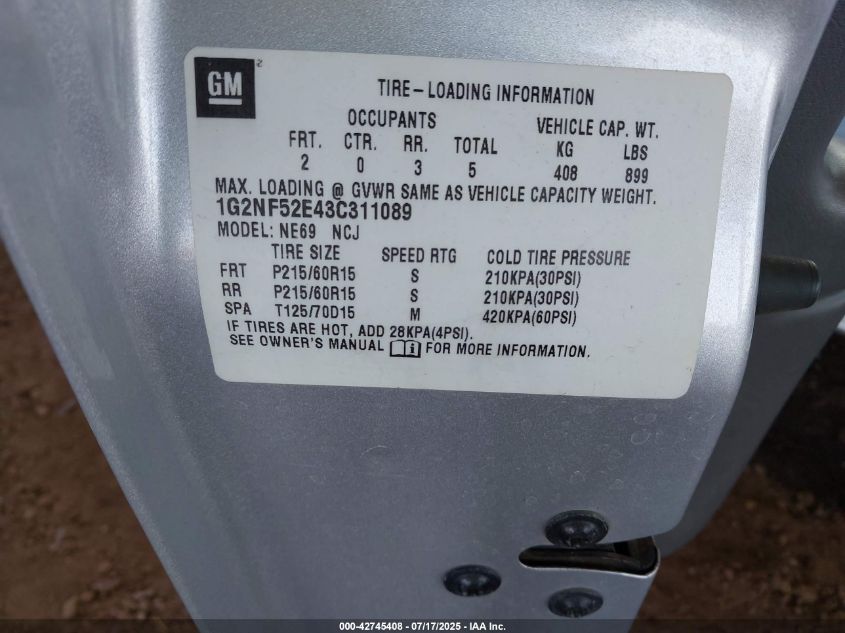 GM
TIRE-LOADING INFORMATION
OCCUPANTS VEHICLE CAP. WT.
FRT. CTR. RR. TOTAL KG LBS
2 0 3 5 408 899
MAX. LOADING @ GVWR SAME AS VEHICLE CAPACITY WEIGHT.
1G2NF52E43C311089
MODEL: NE69 NCJ
TIRE SIZE SPEED RTG COLD TIRE PRESSURE
FRT P215/60R15 S 210KPA(30PSI)
RR P215/60R15 S 210KPA(30PSI)
SPA T125/70D15 M 420KPA(60PSI)
IF TIRES ARE HOT, ADD 28KPA(4PSI).
SEE OWNER'S MANUAL FOR MORE INFORMATION.
000-42745408 - 07/17/2025 - IAA Inc.